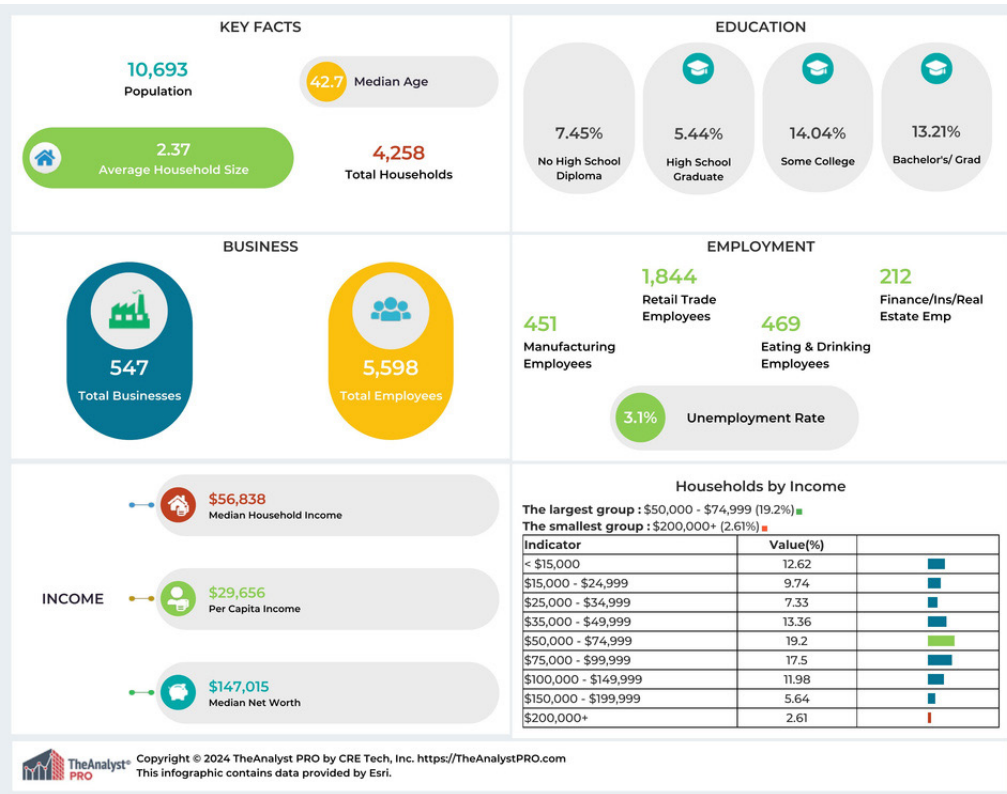 KEY FACTS
10,693
Population
42.7 Median Age
2.37
Average Household Size
4,258
Total Households
EDUCATION
7.45%
No High School
Diploma
5.44%
High School
Graduate
14.04%
Some College
13.21%
Bachelor's/ Grad
BUSINESS
547
Total Businesses
5,598
Total Employees
EMPLOYMENT
451
Manufacturing
Employees
1,844
Retail Trade
Employees
469
Eating & Drinking
Employees
212
Finance/Ins/Real
Estate Emp
3.1% Unemployment Rate
INCOME
$56,838
Median Household Income
$29,656
Per Capita Income
$147,015
Median Net Worth
Households by Income
The largest group : $50,000 - $74,999 (19.2%)
The smallest group : $200,000+ (2.61%)
Indicator Value(%)
< $15,000 12.62
$15,000 - $24,999 9.74
$25,000 - $34,999 7.33
$35,000 - $49,999 13.36
$50,000 - $74,999 19.2
$75,000 - $99,999 17.5
$100,000 - $149,999 11.98
$150,000 - $199,999 5.64
$200,000+ 2.61
TheAnalyst®
PRO
Copyright © 2024 TheAnalyst PRO by CRE Tech, Inc. https://TheAnalystPRO.com
This infographic contains data provided by Esri.